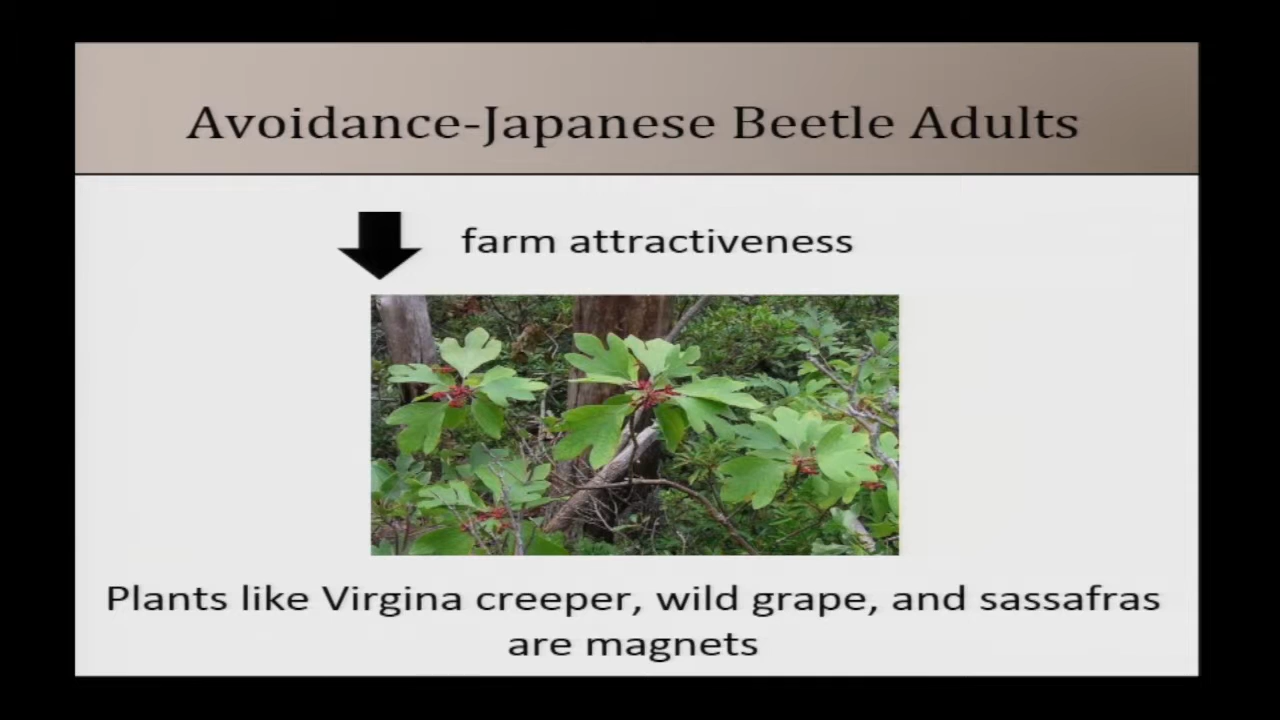 Avoidance-Japanese Beetle Adults
farm attractiveness
Plants like Virgina creeper, wild grape, and sassafras
are magnets